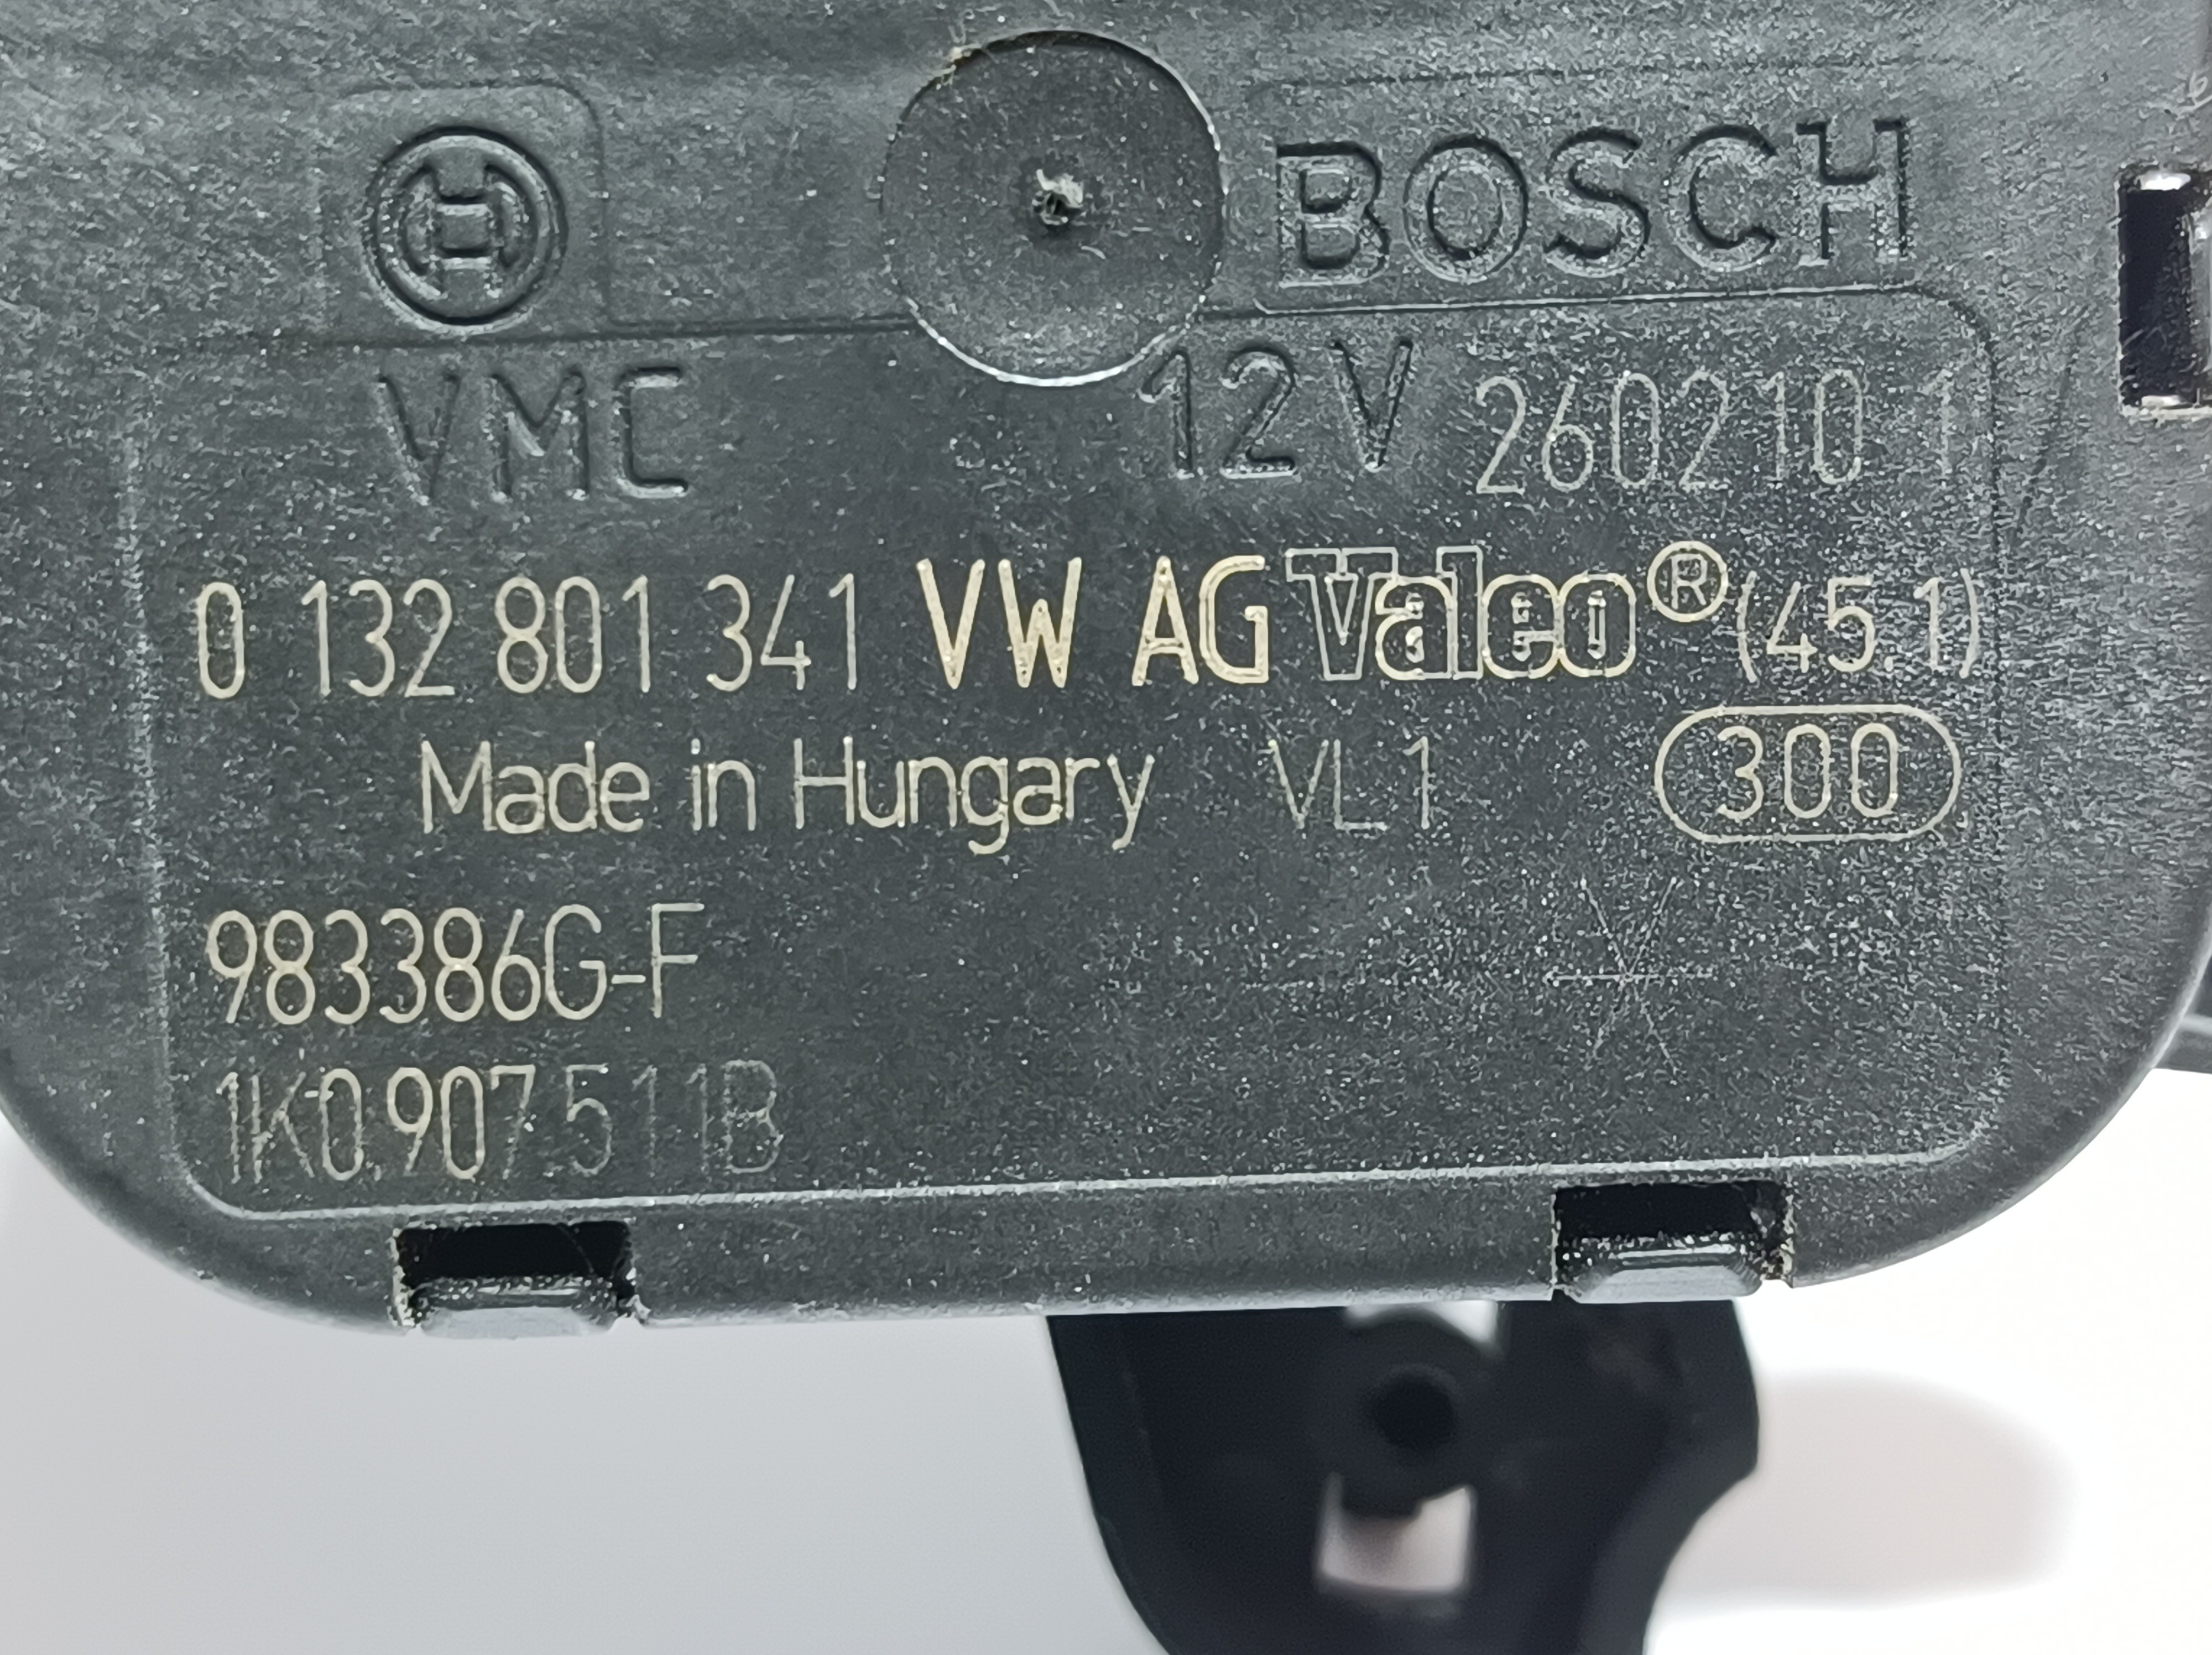 BOSCH
VMC 12V 260210 1
0 132 801 341 VW AG Valeo® (45.1)
Made in Hungary VL1 300
983386G-F
1K0.907.511B